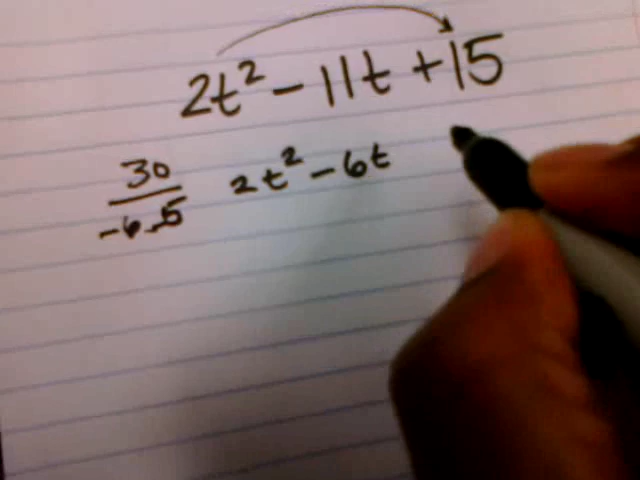 2t² - 11t + 15
30 2t² - 6t
-6 -5